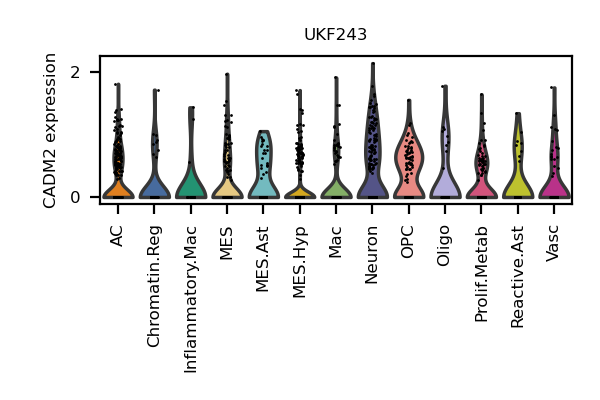 UKF243
CADM2 expression
2
0
AC
Chromatin.Reg
Inflammatory.Mac
MES
MES.Ast
MES.Hyp
Mac
Neuron
OPC
Oligo
Prolif.Metab
Reactive.Ast
Vasc